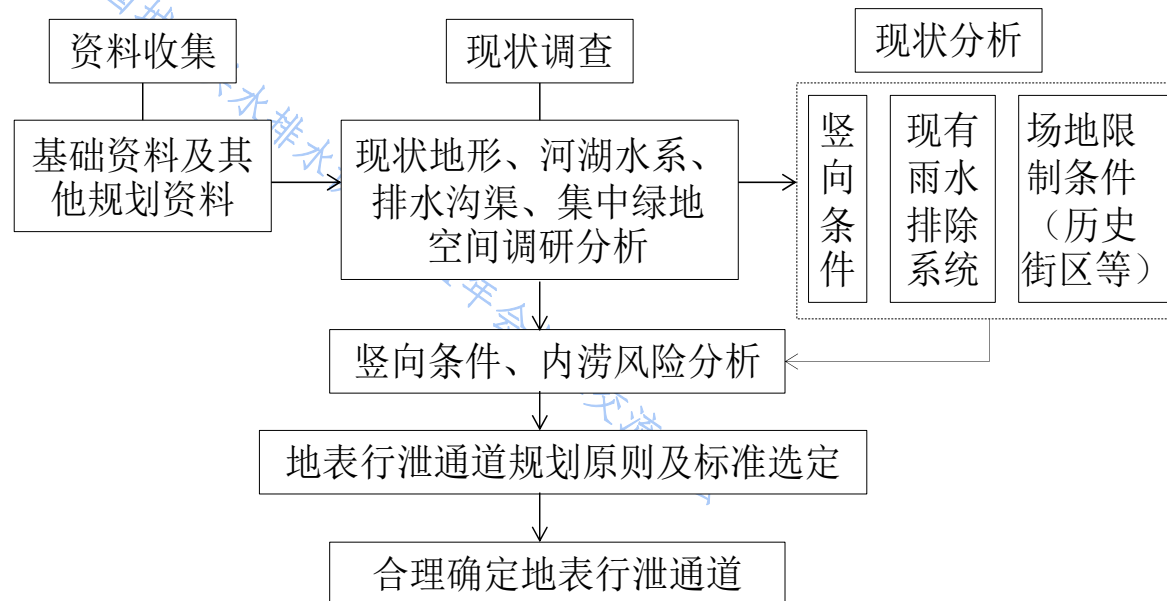 资料收集
现状调查
现状分析
基础资料及其
他规划资料
现状地形、河湖水系、
排水沟渠、集中绿地
空间调研分析
竖
向
条
件
现有
雨水
排除
系统
场地限
制条件
（历史
街区等）
竖向条件、内涝风险分析
地表行泄通道规划原则及标准选定
合理确定地表行泄通道